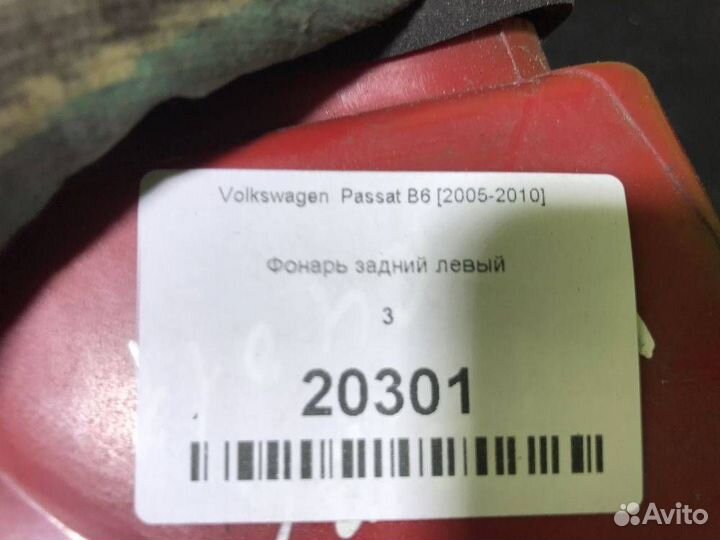 Volkswagen Passat B6 [2005-2010]
Фонарь задний левый
3
20301
Avito